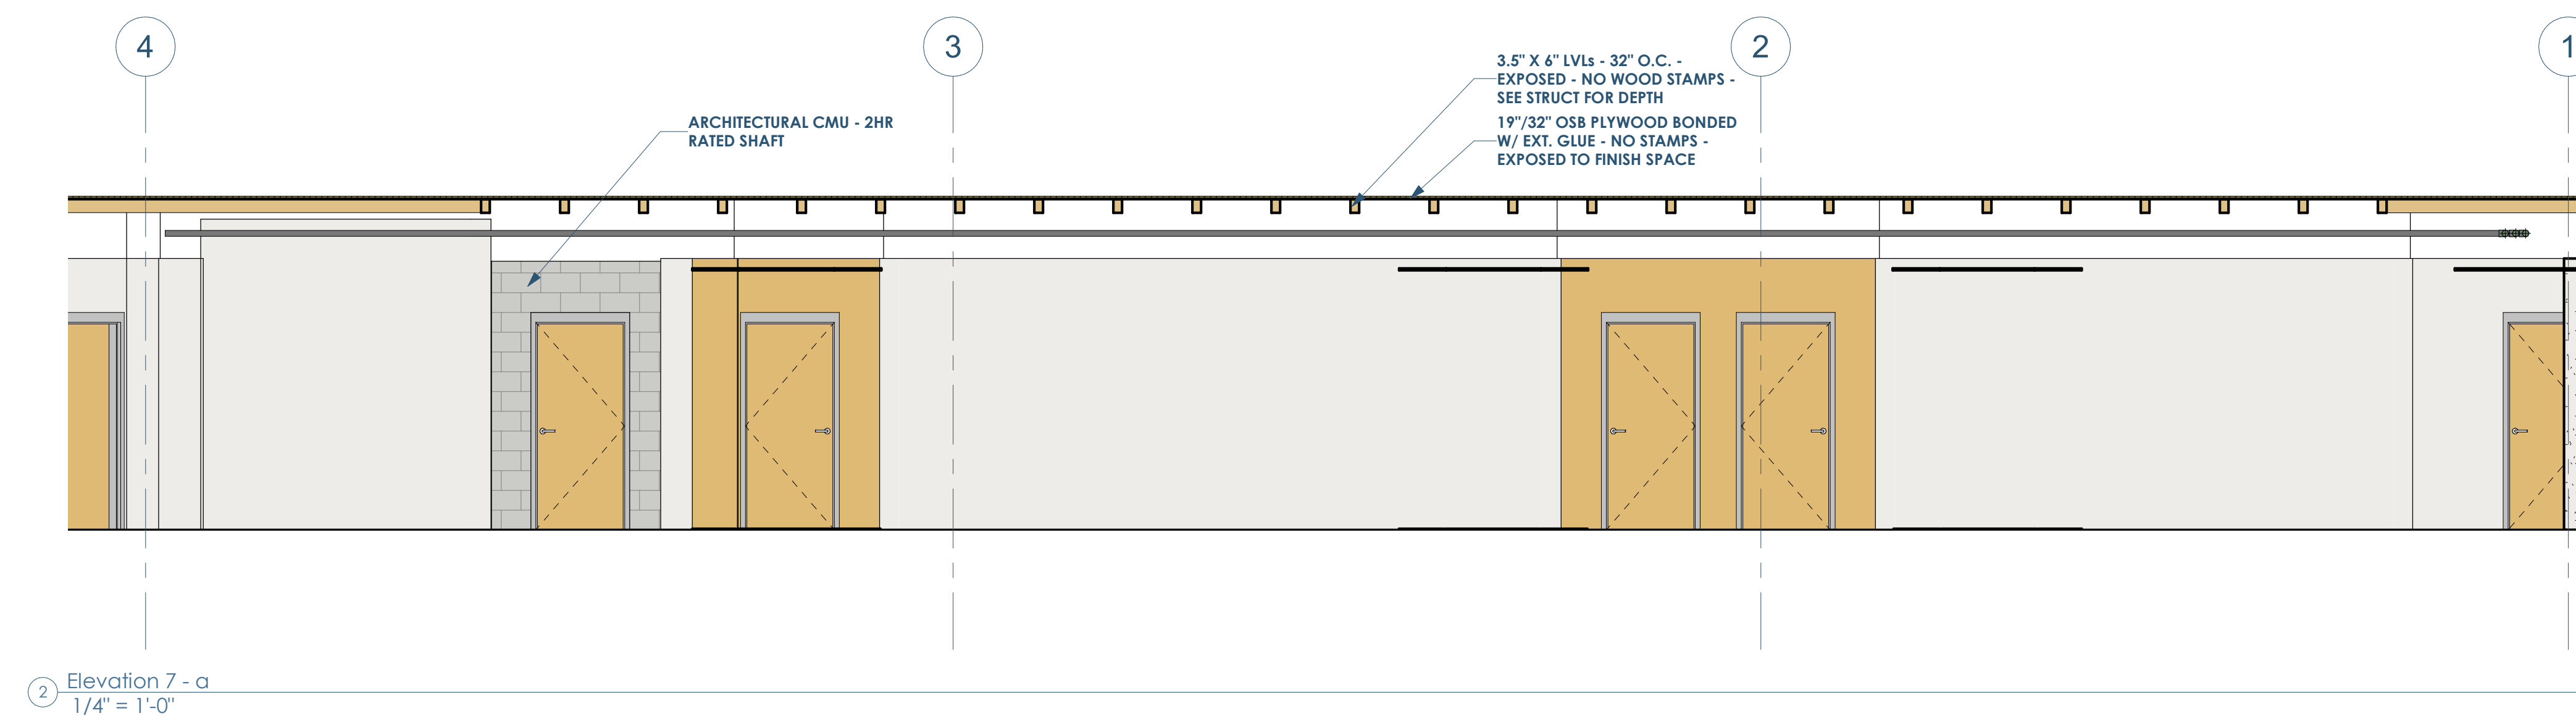 4
3
2
1
3.5" X 6" LVLs - 32" O.C. -
EXPOSED - NO WOOD STAMPS -
SEE STRUCT FOR DEPTH
ARCHITECTURAL CMU - 2HR
RATED SHAFT
19"/32" OSB PLYWOOD BONDED
W/ EXT. GLUE - NO STAMPS -
EXPOSED TO FINISH SPACE
2
Elevation 7 - a
1/4" = 1'-0"